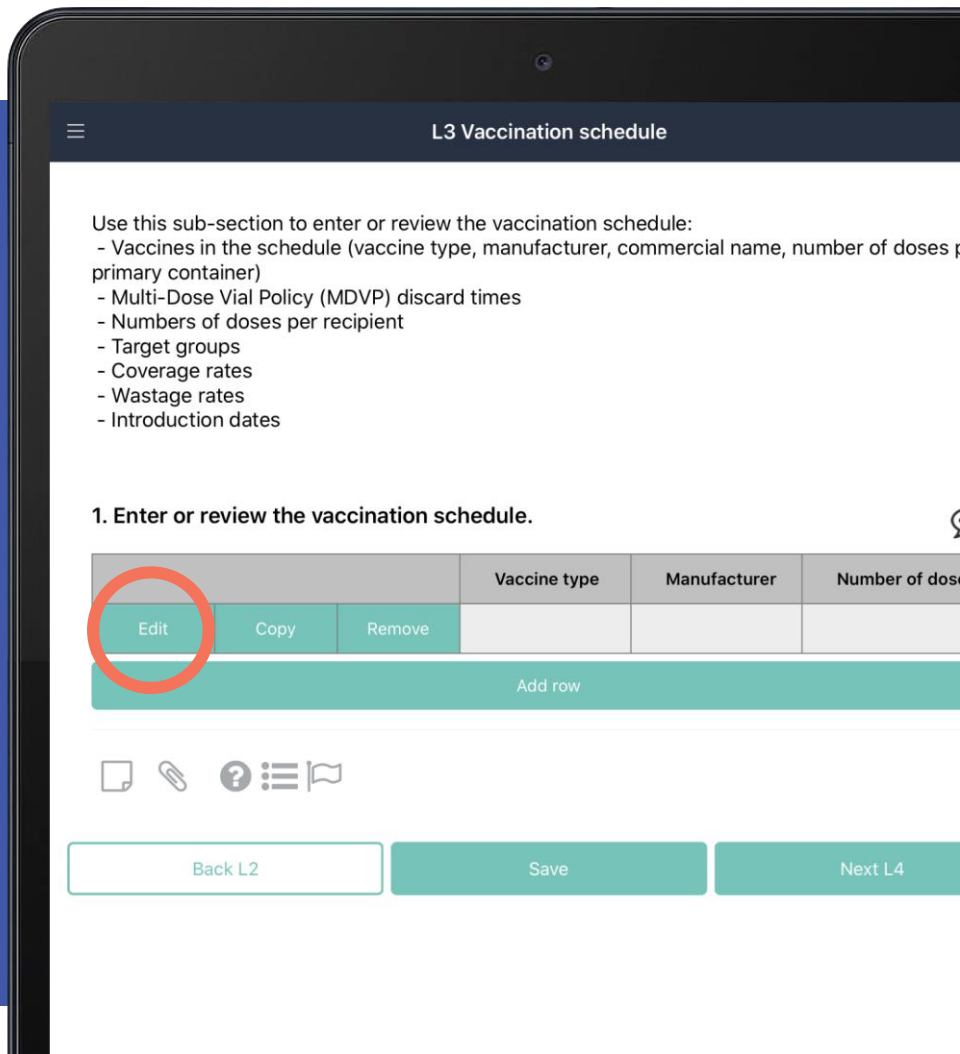 L3 Vaccination schedule
Use this sub-section to enter or review the vaccination schedule:
- Vaccines in the schedule (vaccine type, manufacturer, commercial name, number of doses
primary container)
- Multi-Dose Vial Policy (MDVP) discard times
- Numbers of doses per recipient
- Target groups
- Coverage rates
- Wastage rates
- Introduction dates
1. Enter or review the vaccination schedule.
Vaccine type Manufacturer Number of
Edit Copy Remove
Add row
Back L2 Save Next L4